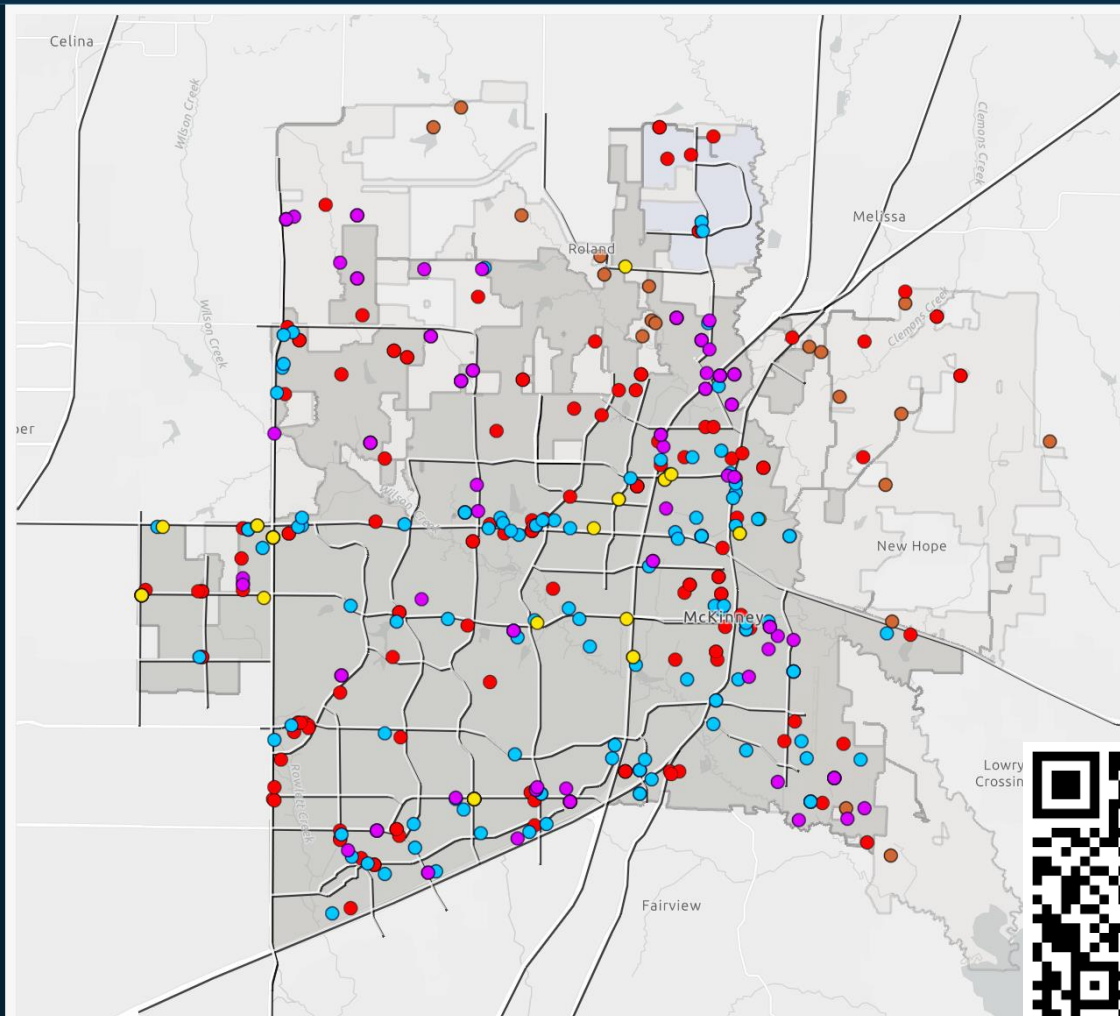 Celina
Wilson Creek
Clemons Creek
Melissa
Roland
Wilson Creek
Clemons Creek
per
Wilson Creek
New Hope
McKinney
Rowlett Creek
Lowry
Crossin
Fairview